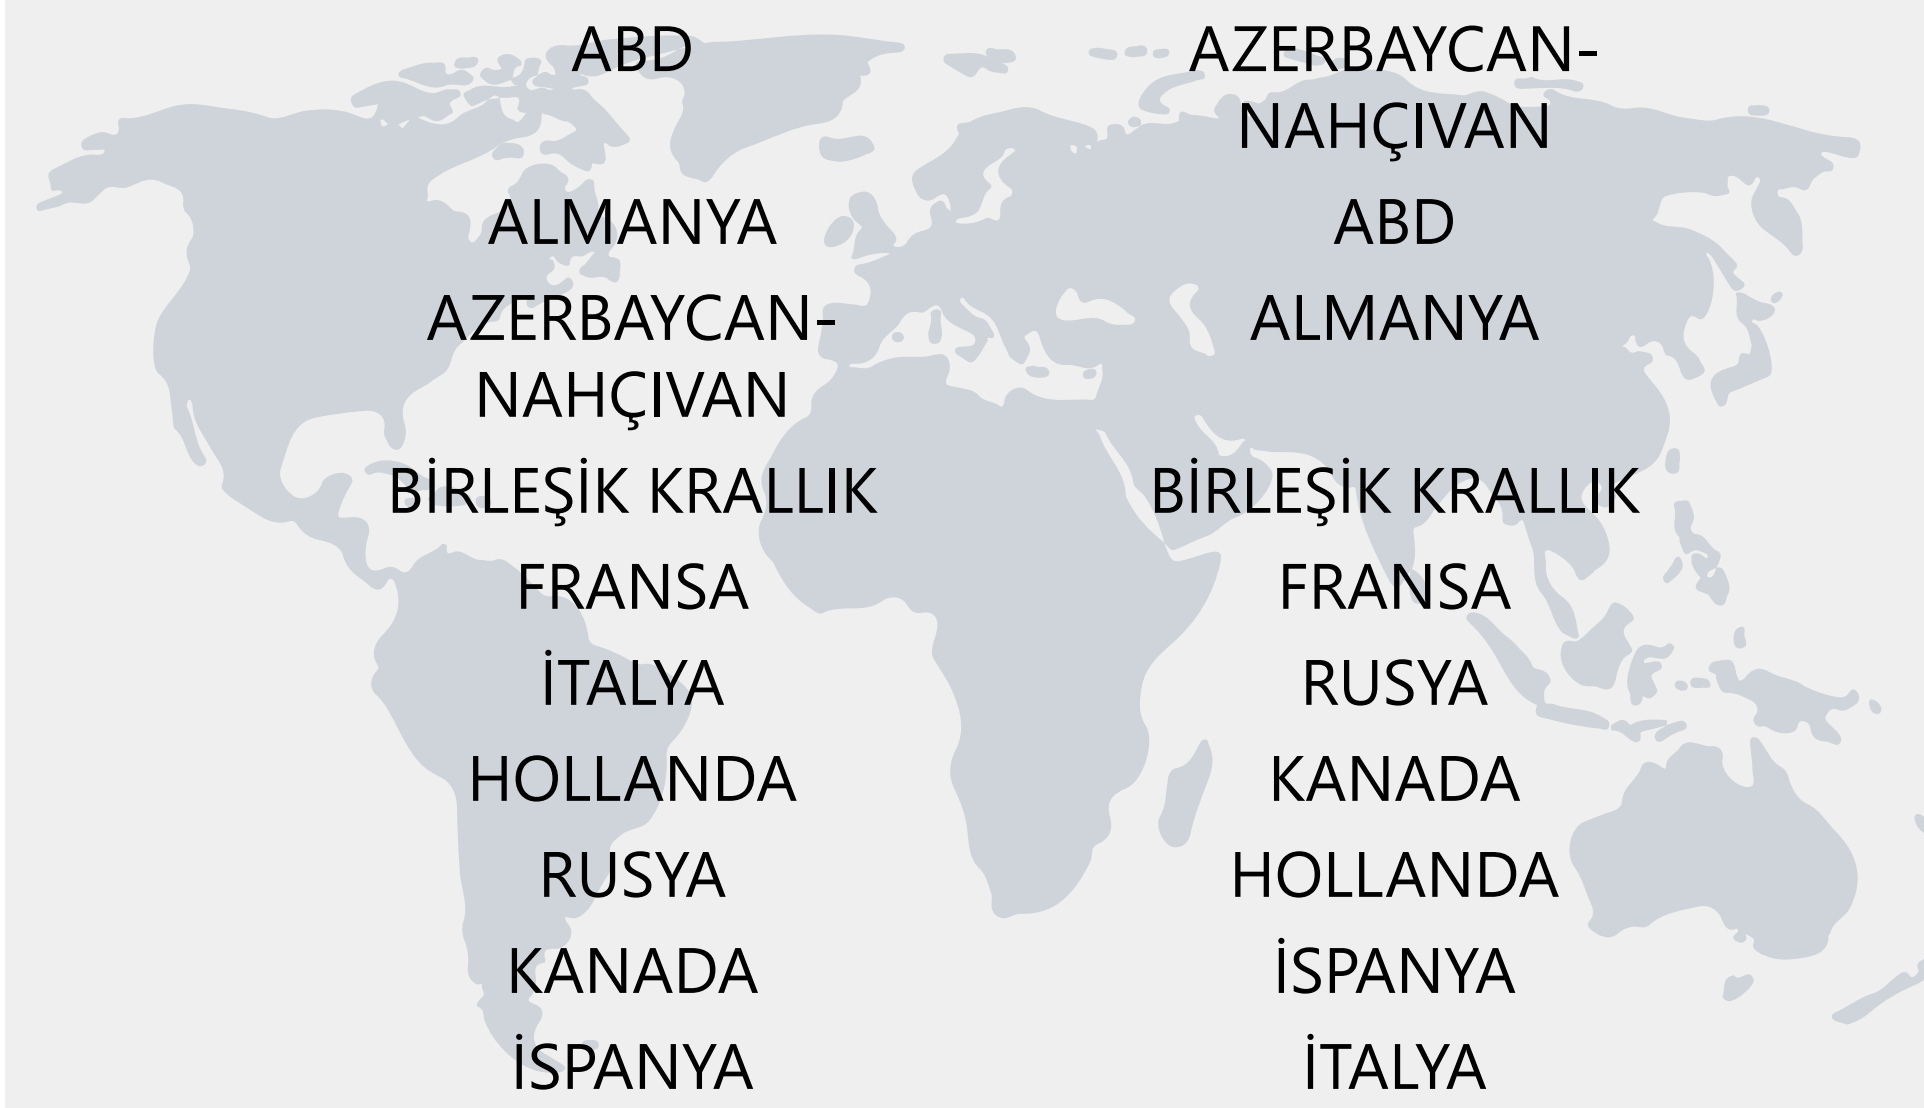 ABD AZERBAYCAN-
NAHÇIVAN
ALMANYA ABD
AZERBAYCAN- ALMANYA
NAHÇIVAN
BİRLEŞİK KRALLIK BİRLEŞİK KRALLIK
FRANSA FRANSA
İTALYA RUSYA
HOLLANDA KANADA
RUSYA HOLLANDA
KANADA İSPANYA
İSPANYA İTALYA